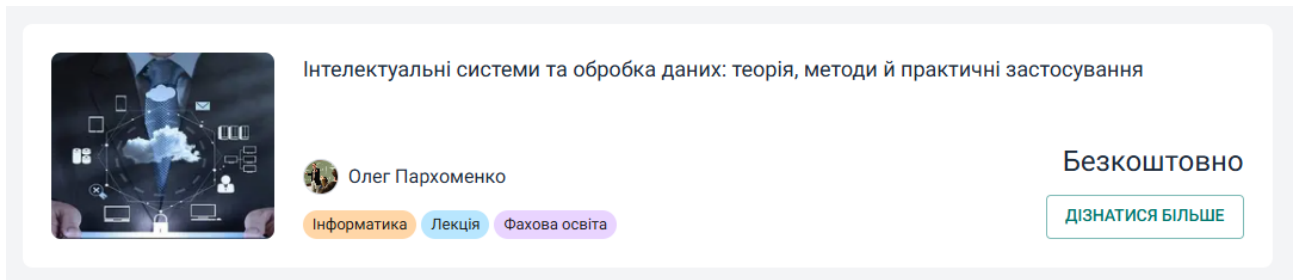 Інтелектуальні системи та обробка даних: теорія, методи й практичні застосування
Олег Пархоменко
Безкоштовно
Інформатика Лекція Фахова освіта
ДІЗНАТИСЯ БІЛЬШЕ